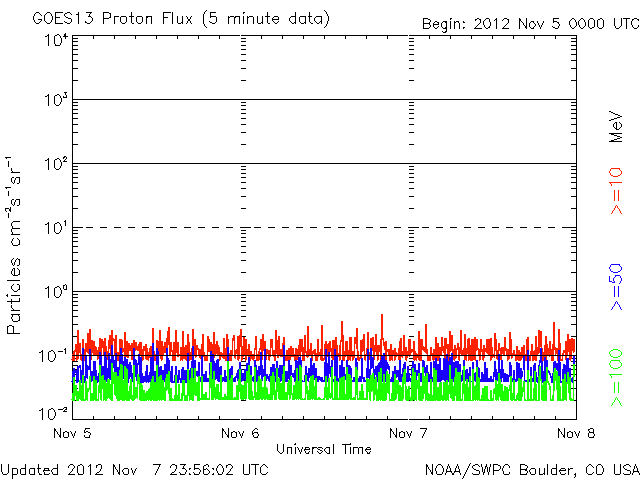 GOES13 Proton Flux (5 minute data)
Begin: 2012 Nov 5 0000 UTC
Particles cm⁻²s⁻¹sr⁻¹
10⁴
10³
10²
10¹
10⁰
10⁻¹
10⁻²
Nov 5
Nov 6
Nov 7
Nov 8
Universal Time
MeV
>=10
>=50
>=100
Updated 2012 Nov 7 23:56:02 UTC
NOAA/SWPC Boulder, CO USA